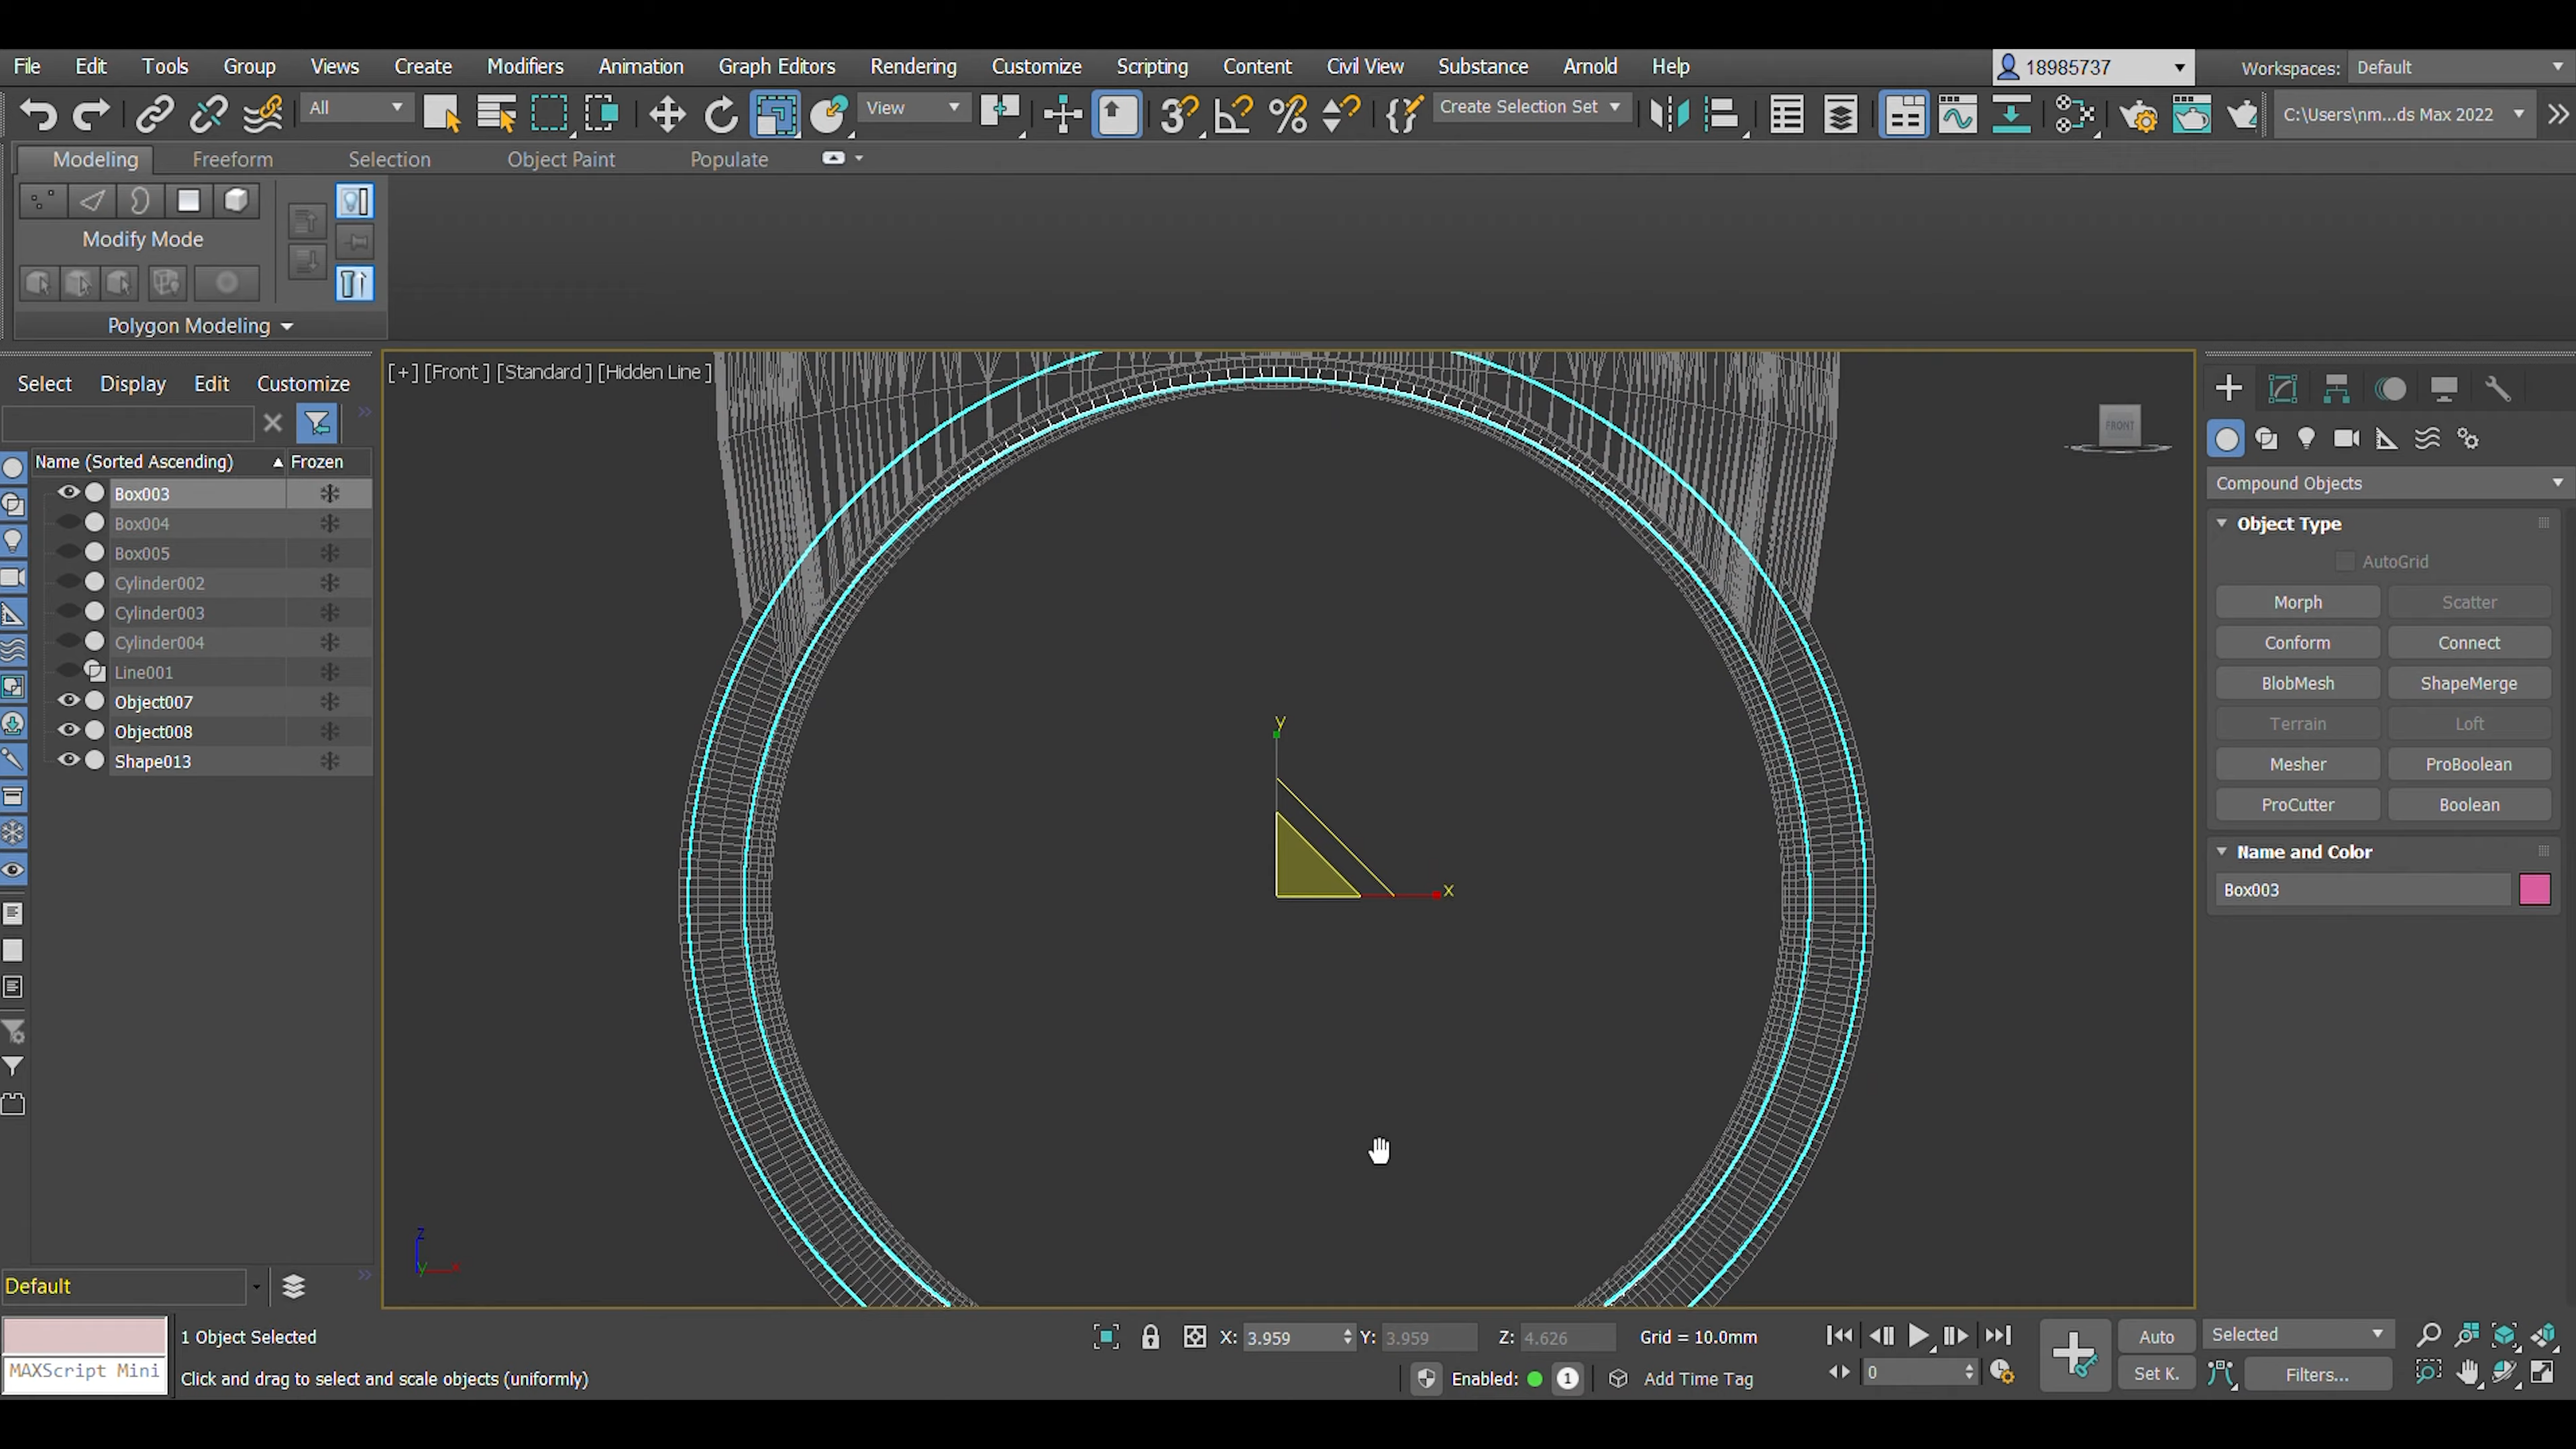 File Edit Tools Group Views Create Modifiers Animation Graph Editors Rendering Customize Scripting Content Civil View Substance Arnold Help 18985737 Workspaces: Default
All View Create Selection Set C:\Users\nm...ds Max 2022
Modeling Freeform Selection Object Paint Populate
Modify Mode
Polygon Modeling
Select Display Edit Customize
[+] [Front ] [Standard ] [Hidden Line ]
FRONT
Name (Sorted Ascending) Frozen
Box003
Box004
Box005
Cylinder002
Cylinder003
Cylinder004
Line001
Object007
Object008
Shape013
y
x
z
y
Compound Objects
Object Type
AutoGrid
Morph Scatter
Conform Connect
BlobMesh ShapeMerge
Terrain Loft
Mesher ProBoolean
ProCutter Boolean
Name and Color
Box003
Default
1 Object Selected X: 3.959 Y: 3.959 Z: 4.626 Grid = 10.0mm Auto Selected
MAXScript Mini Click and drag to select and scale objects (uniformly) Enabled: 1 Add Time Tag 0 Set K. Filters...